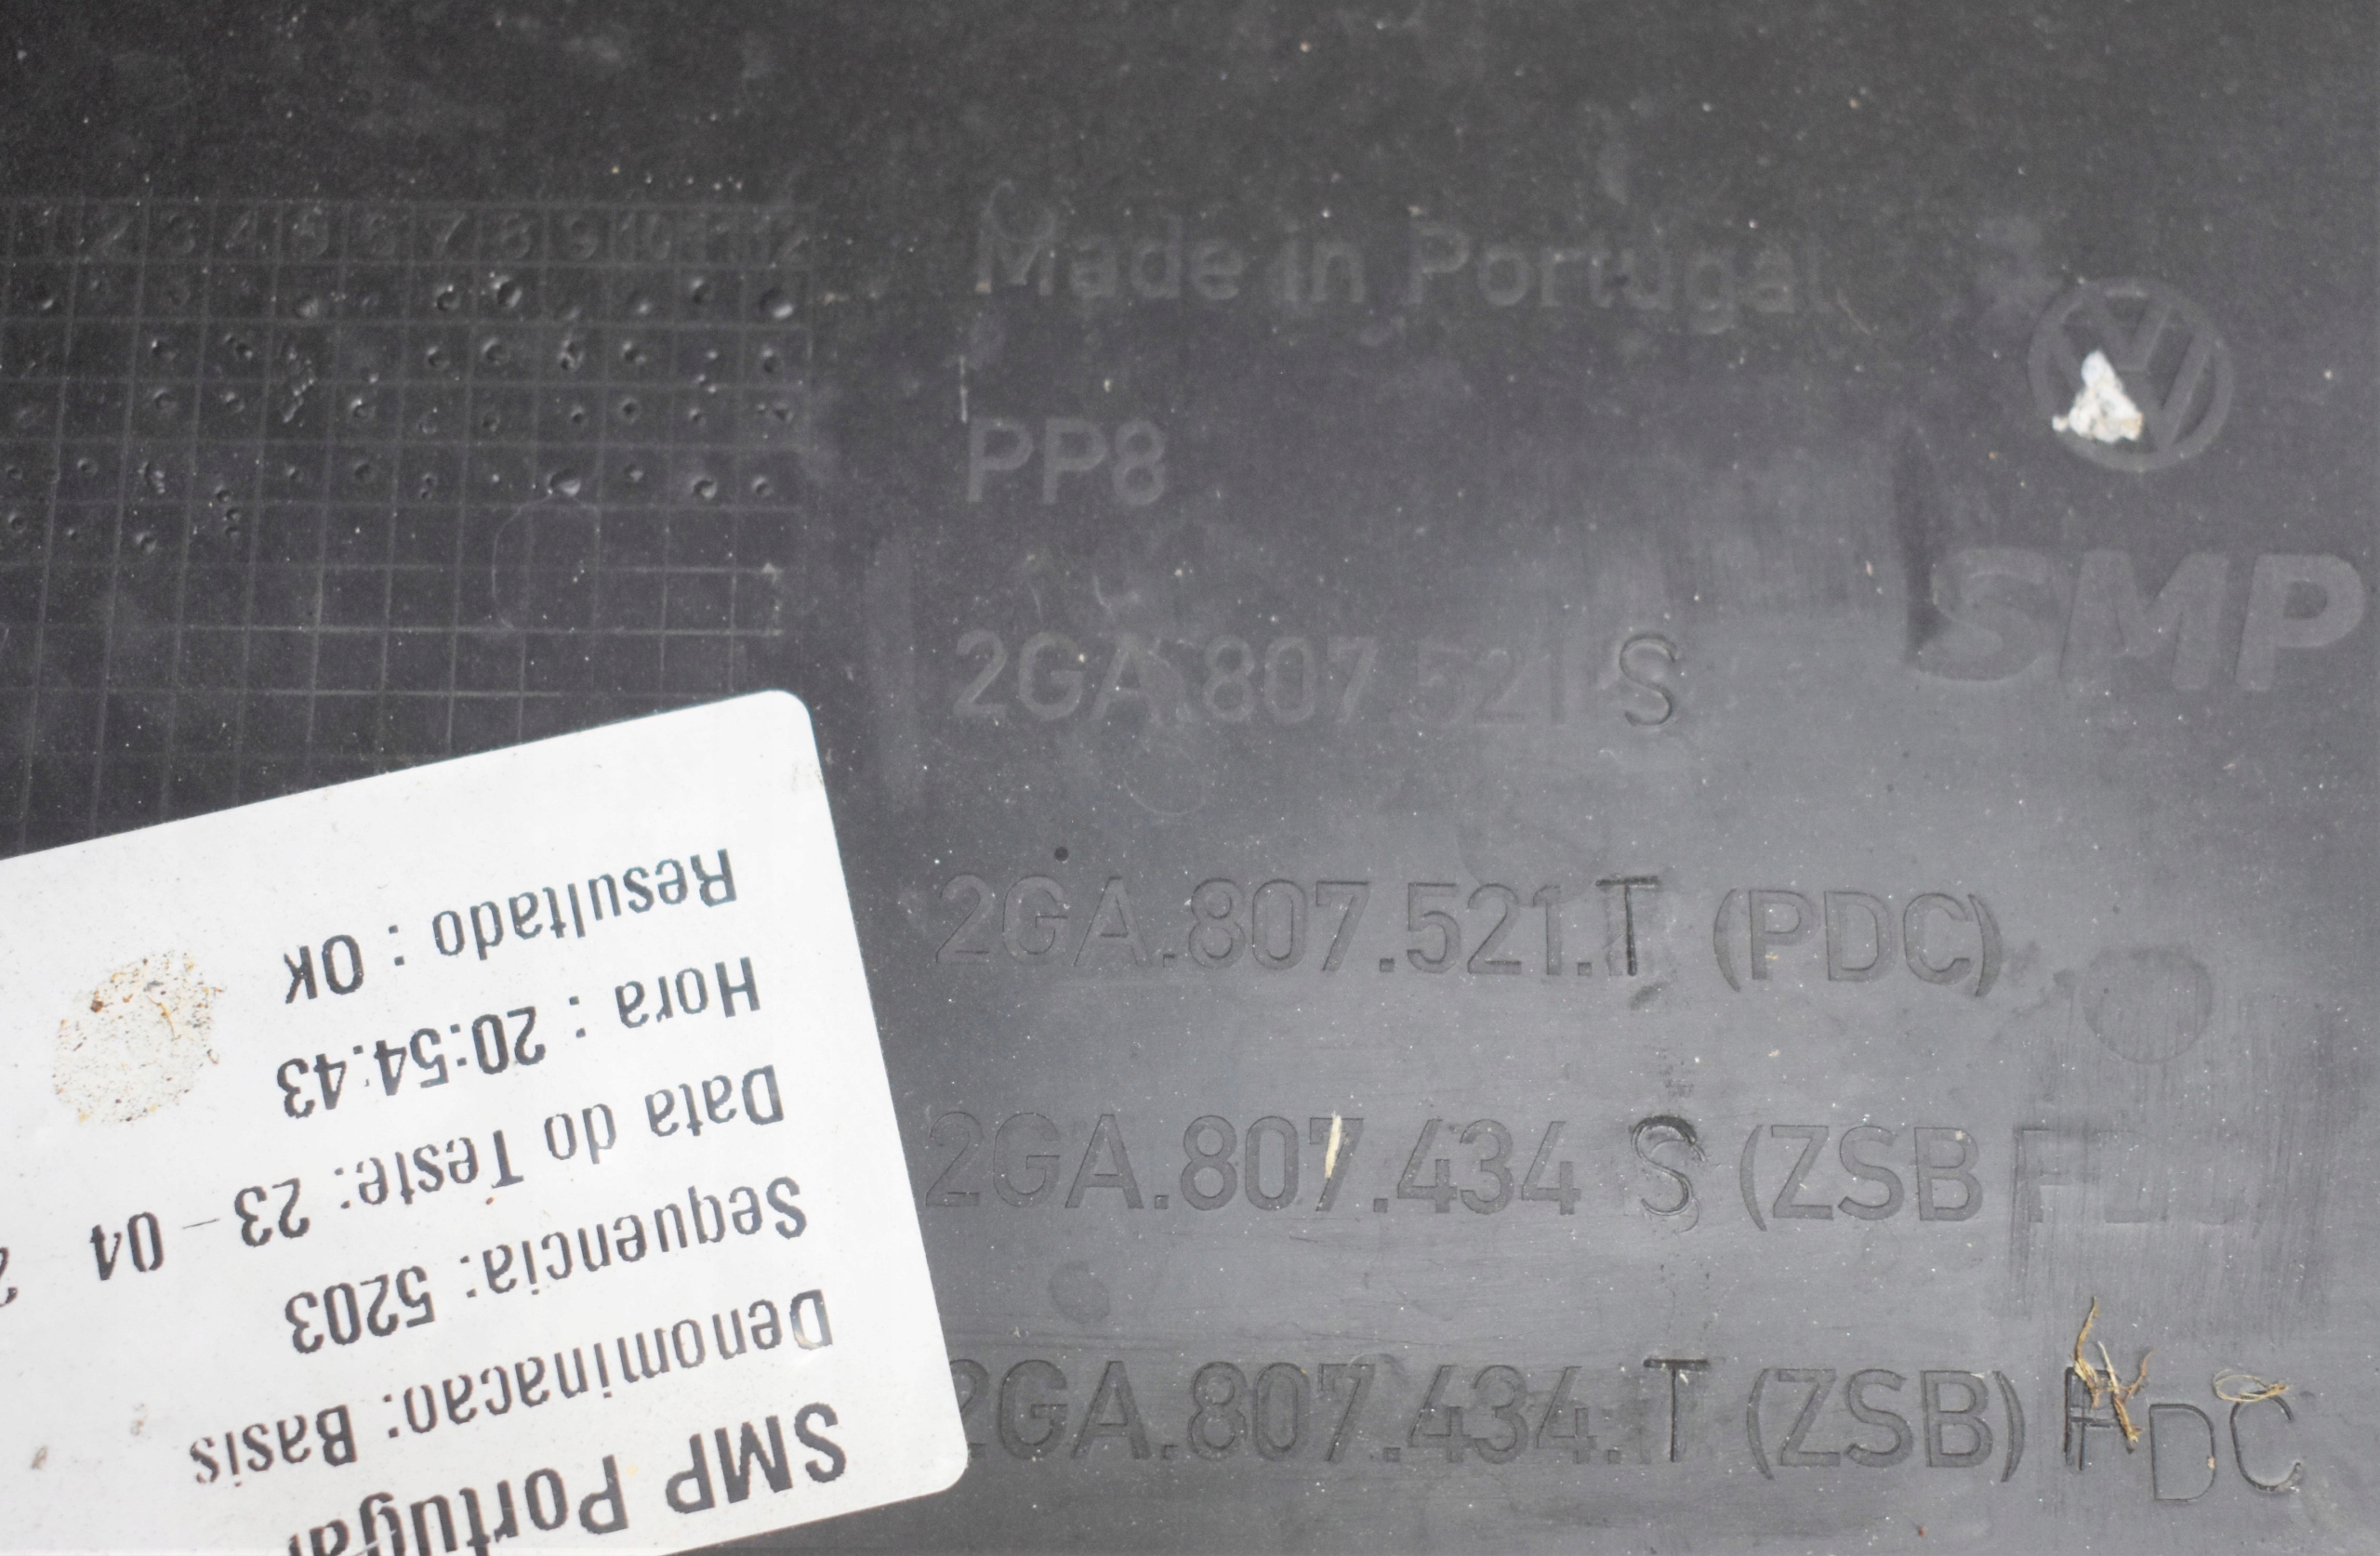 1 2 3 4 5 6 7 8 9 10 11 12
Made in Portugal
PP8
SMP
2GA.807.521 S
2GA.807.521.T (PDC)
2GA.807.434 S (ZSB
2GA.807.434.T (ZSB) PDC
SMP Portugal
Denominacao: Basis
Sequencia: 5203
Data do Teste: 23-04
Hora : 20:54:43
Resultado : OK